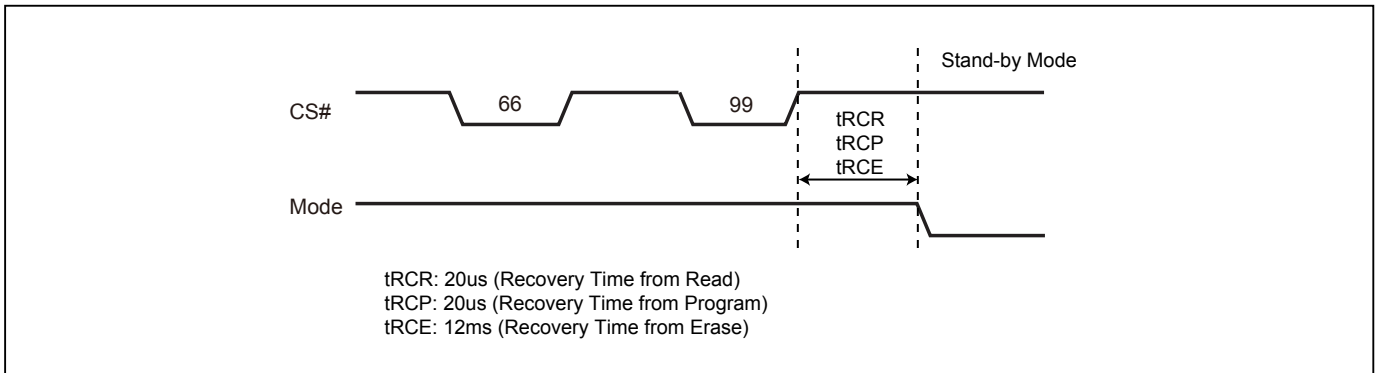 Stand-by Mode
CS#
66
99
tRCR
tRCP
tRCE
Mode
tRCR: 20us (Recovery Time from Read)
tRCP: 20us (Recovery Time from Program)
tRCE: 12ms (Recovery Time from Erase)